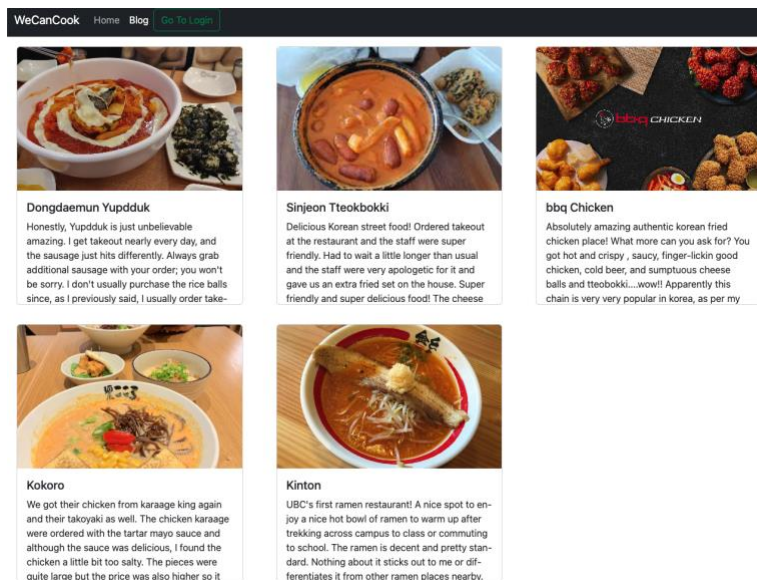 WeCanCook Home Blog Go To Login
bb.q CHICKEN
Dongdaemun Yupdduk
Honestly, Yupdduk is just unbelievable
amazing. I get takeout nearly every day, and
the sausage just hits differently. Always grab
additional sausage with your order; you won't
be sorry. I don't usually purchase the rice balls
since, as I previously said, I usually order take-
Sinjeon Tteokbokki
Delicious Korean street food! Ordered takeout
at the restaurant and the staff were super
friendly. Had to wait a little longer than usual
and the staff were very apologetic for it and
gave us an extra fried set on the house. Super
friendly and super delicious food! The cheese
bbq Chicken
Absolutely amazing authentic korean fried
chicken place! What more can you ask for? You
got hot and crispy , saucy, finger-lickin good
chicken, cold beer, and sumptuous cheese
balls and tteobokki....wow!! Apparently this
chain is very very popular in korea, as per my
Kokoro
We got their chicken from karaage king again
and their takoyaki as well. The chicken karaage
were ordered with the tartar mayo sauce and
although the sauce was delicious, I found the
chicken a little bit too salty. The pieces were
quite large but the price was also higher so it
Kinton
UBC's first ramen restaurant! A nice spot to en-
joy a nice hot bowl of ramen to warm up after
trekking across campus to class or commuting
to school. The ramen is decent and pretty stan-
dard. Nothing about it sticks out to me or dif-
ferentiates it from other ramen places nearby.